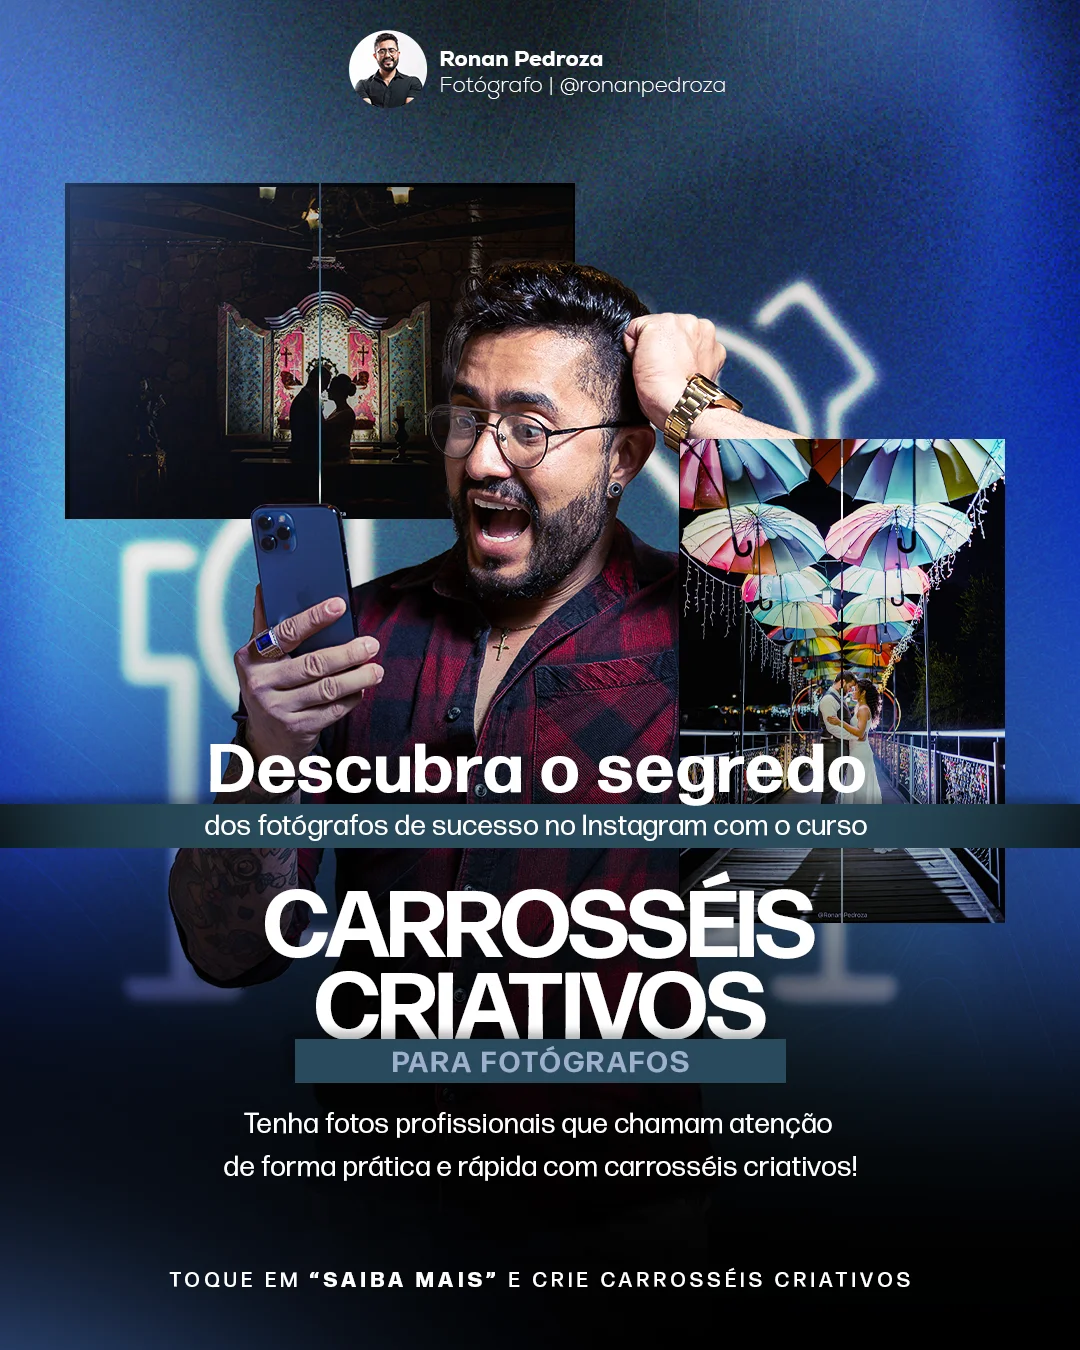 Ronan Pedroza
Fotógrafo | @ronanpedroza
Descubra o segredo
dos fotógrafos de sucesso no Instagram com o curso
@Ronan Pedroza
CARROSSÉIS
CRIATIVOS
PARA FOTÓGRAFOS
Tenha fotos profissionais que chamam atenção
de forma prática e rápida com carrosséis criativos!
TOQUE EM “SAIBA MAIS” E CRIE CARROSSÉIS CRIATIVOS